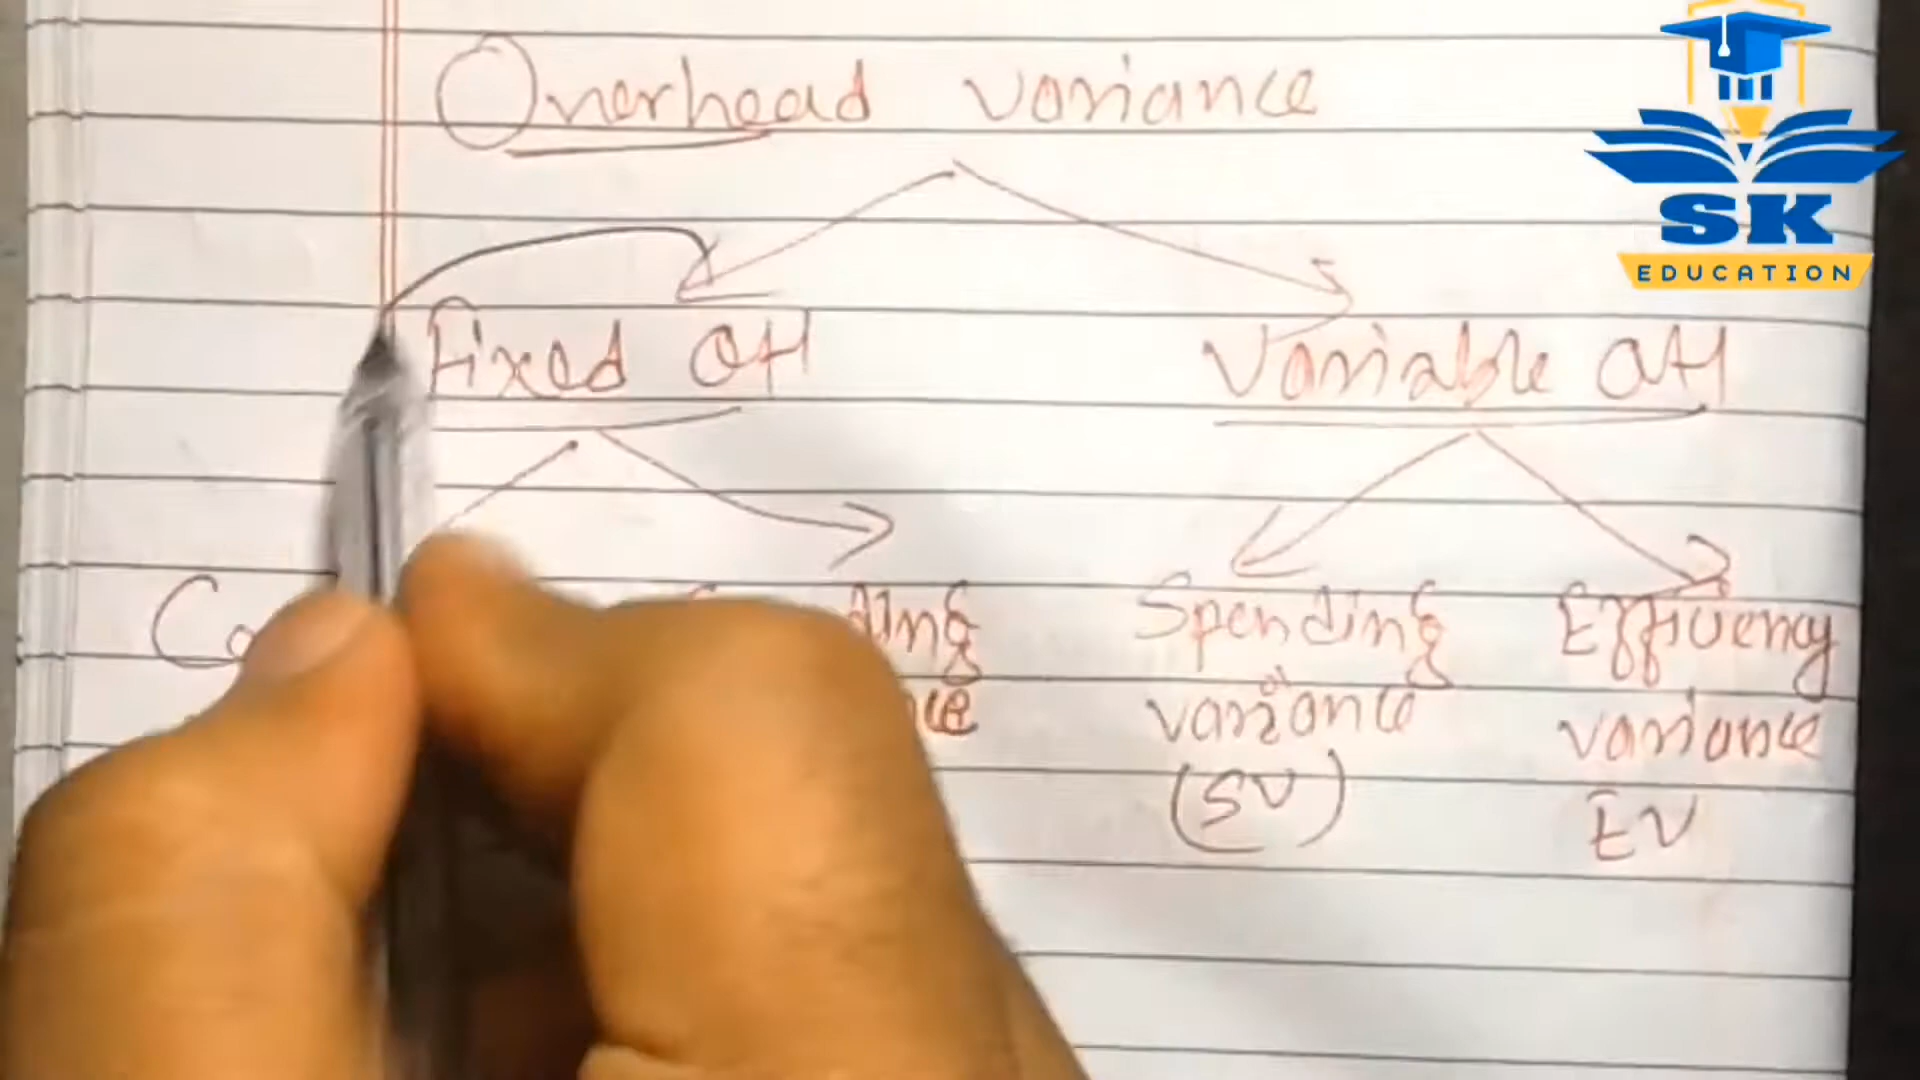 Overhead variance
Fixed OH
Variable OH
Spending
Efficiency
variance
variance
(SV)
EV
SK
EDUCATION